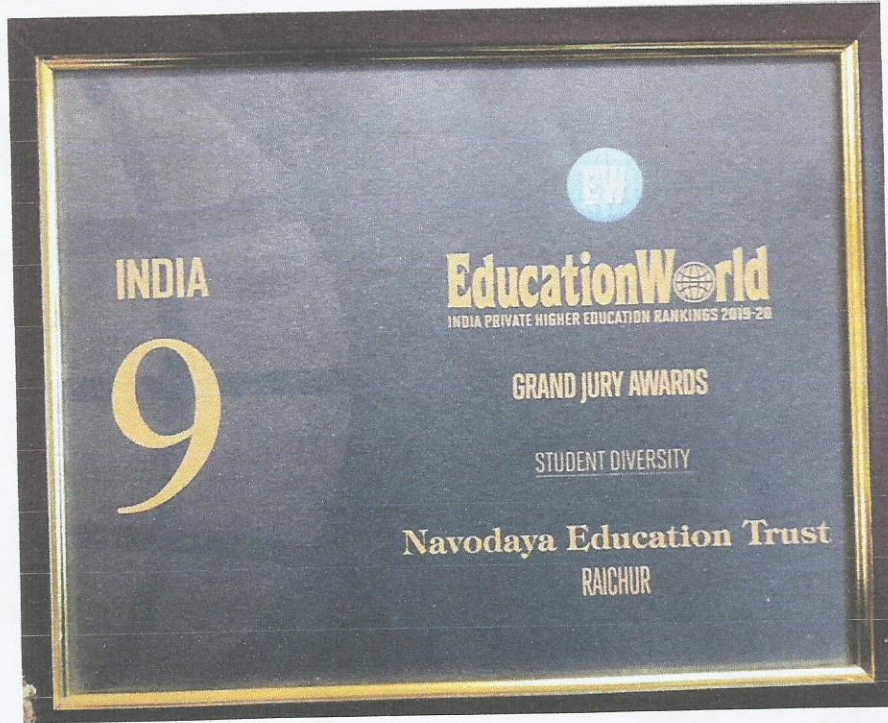 INDIA
9
EW
EducationWorld
INDIA PRIVATE HIGHER EDUCATION RANKINGS 2019-20
GRAND JURY AWARDS
STUDENT DIVERSITY
Navodaya Education Trust
RAICHUR